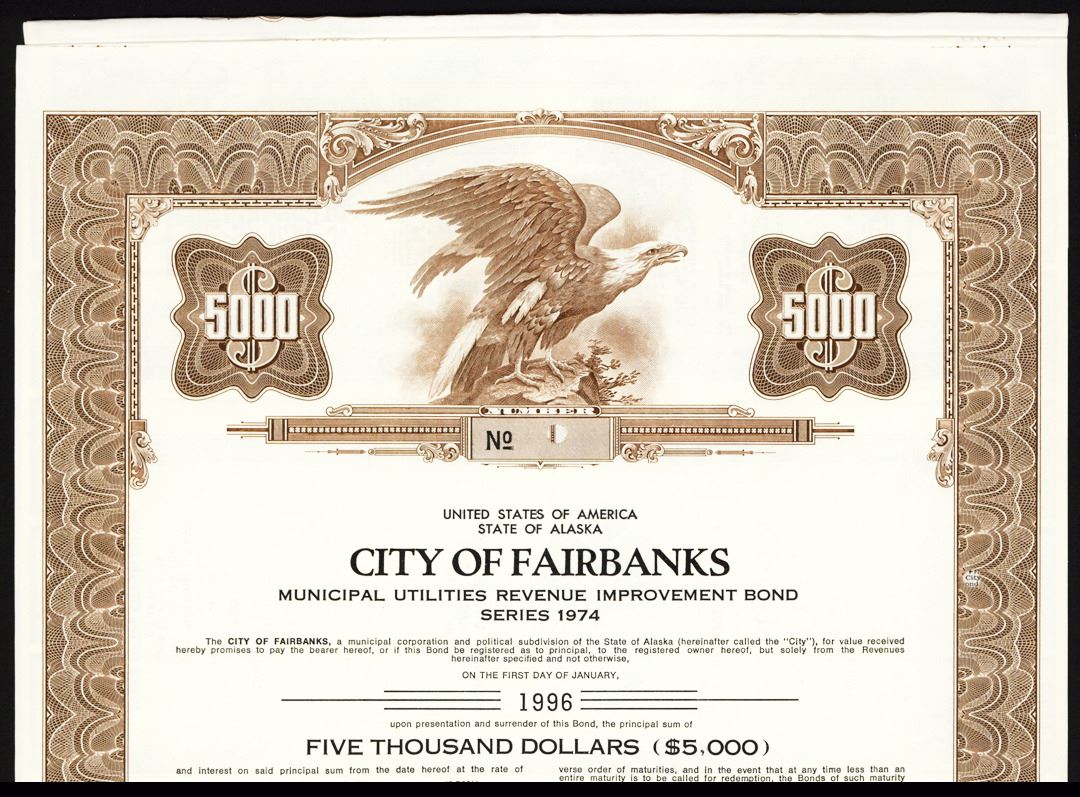 5000
5000
NUMBER
Nº
UNITED STATES OF AMERICA
STATE OF ALASKA
CITY OF FAIRBANKS
MUNICIPAL UTILITIES REVENUE IMPROVEMENT BOND
SERIES 1974
The CITY OF FAIRBANKS, a municipal corporation and political subdivision of the State of Alaska (hereinafter called the "City"), for value received
hereby promises to pay the bearer hereof, or if this Bond be registered as to principal, to the registered owner hereof, but solely from the Revenues
hereinafter specified and not otherwise,
ON THE FIRST DAY OF JANUARY,
1996
upon presentation and surrender of this Bond, the principal sum of
FIVE THOUSAND DOLLARS ($5,000)
and interest on said principal sum from the date hereof at the rate of
verse order of maturities, and in the event that at any time less than an
entire maturity is to be called for redemption, the Bonds of such maturity
City